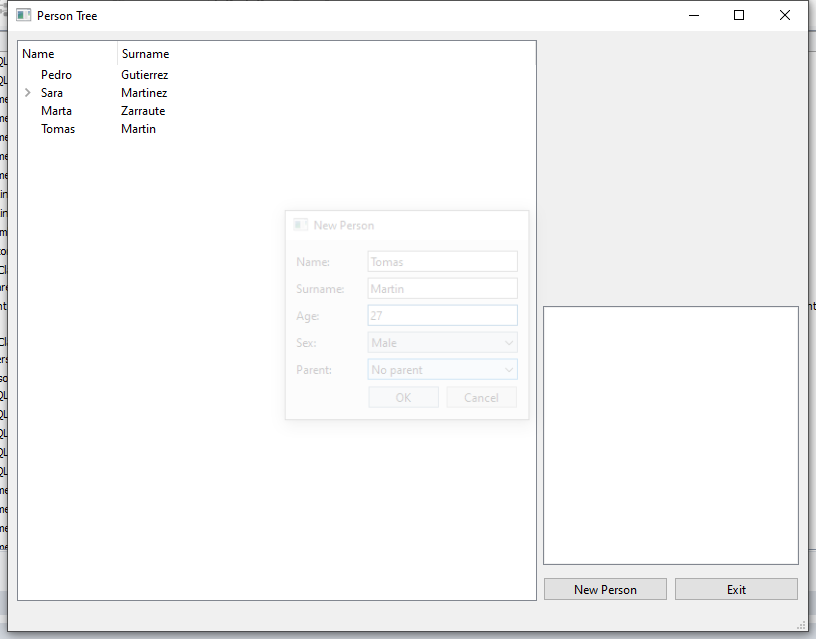 Person Tree
Name Surname
Pedro Gutierrez
Sara Martinez
Marta Zarraute
Tomas Martin
New Person
Name: Tomas
Surname: Martin
Age: 27
Sex: Male
Parent: No parent
OK Cancel
New Person Exit